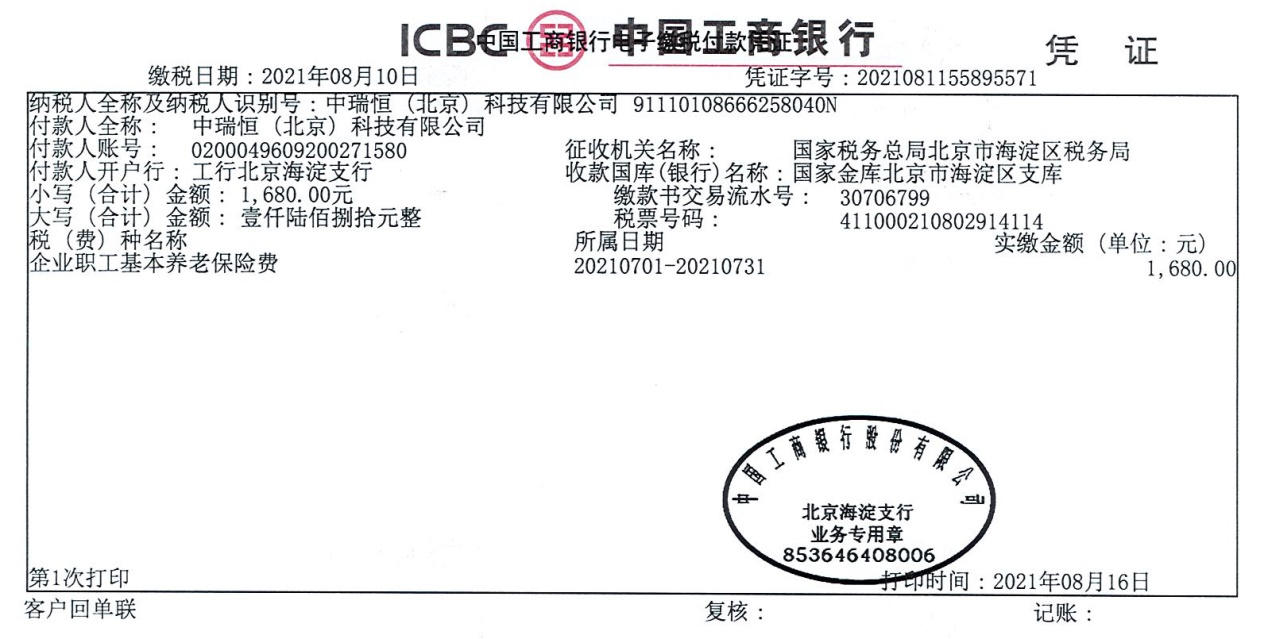 ICBC 中国工商银行 凭 证
中国工商银行电子缴税付款凭证
缴税日期:2021年08月10日 凭证字号:2021081155895571
纳税人全称及纳税人识别号:中瑞恒(北京)科技有限公司 91110108666258040N
付款人全称: 中瑞恒(北京)科技有限公司
付款人账号: 0200049609200271580 征收机关名称: 国家税务总局北京市海淀区税务局
付款人开户行:工行北京海淀支行 收款国库(银行)名称:国家金库北京市海淀区支库
小写(合计)金额:1,680.00元 缴款书交易流水号: 30706799
大写(合计)金额:壹仟陆佰捌拾元整 税票号码: 411000210802914114
税(费)种名称 所属日期 实缴金额(单位:元)
企业职工基本养老保险费 20210701-20210731 1,680.00
中国工商银行股份有限公司
北京海淀支行
业务专用章
853646408006
第1次打印 打印时间:2021年08月16日
客户回单联 复核: 记账: